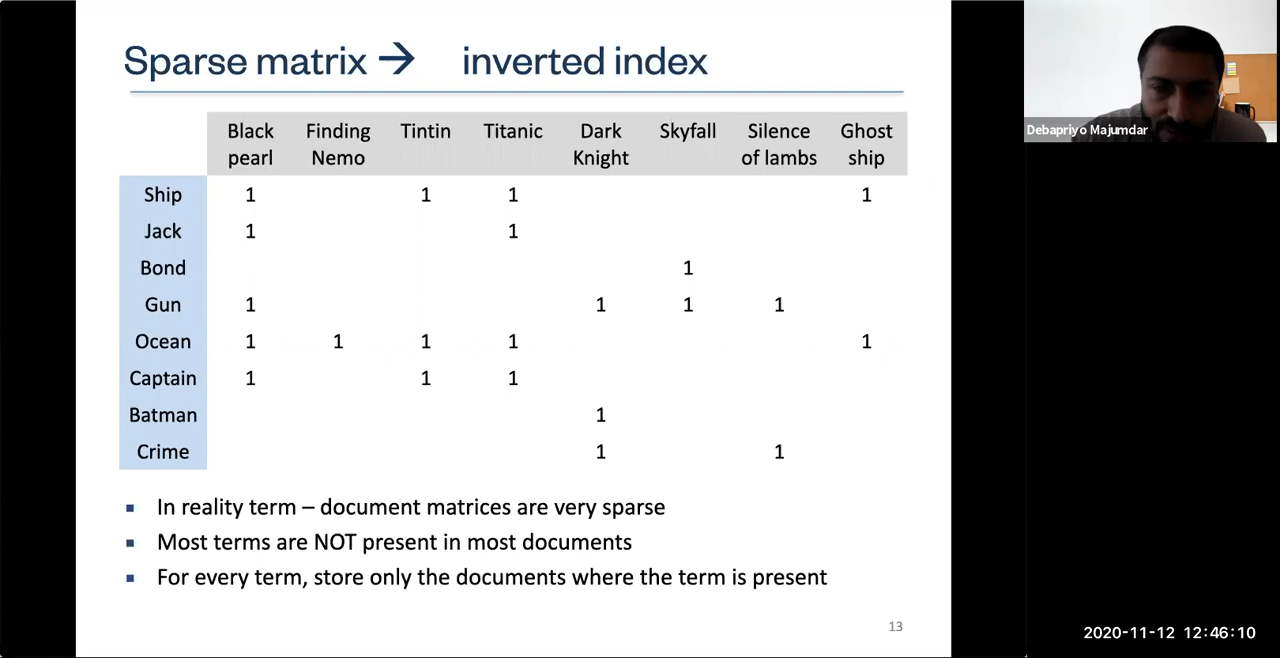 Sparse matrix → inverted index
Black pearl Finding Nemo Tintin Titanic Dark Knight Skyfall Silence of lambs Ghost ship
Ship 1 1 1 1
Jack 1 1
Bond 1
Gun 1 1 1 1
Ocean 1 1 1 1 1
Captain 1 1 1
Batman 1
Crime 1 1
▪ In reality term – document matrices are very sparse
▪ Most terms are NOT present in most documents
▪ For every term, store only the documents where the term is present
13
Debapriyo Majumdar
2020-11-12 12:46:10